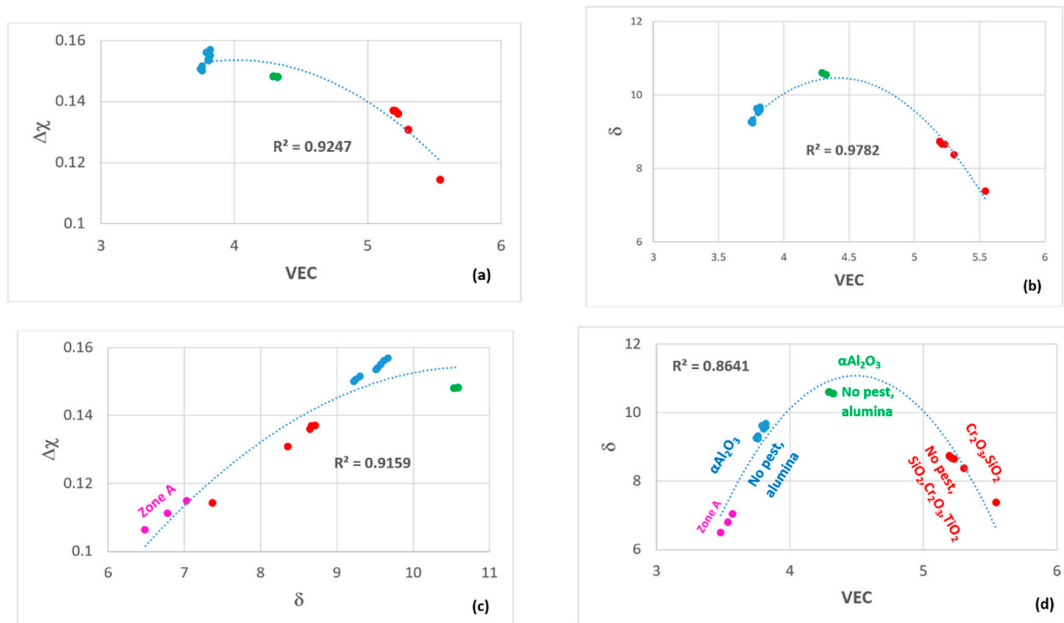 0.16
0.14
0.12
0.1
Δχ
R² = 0.9247
3
4
5
6
VEC
(a)
12
10
8
6
δ
R² = 0.9782
3
3.5
4
4.5
5
5.5
6
VEC
(b)
0.16
0.14
0.12
0.1
Δχ
Zone A
R² = 0.9159
6
7
8
9
10
11
δ
(c)
12
10
8
6
δ
R² = 0.8641
αAl₂O₃
No pest,
alumina
αAl₂O₃
No pest,
alumina
Zone A
Cr₂O₃,SiO₂
No pest,
SiO₂,Cr₂O₃,TiO₂
3
4
5
6
VEC
(d)